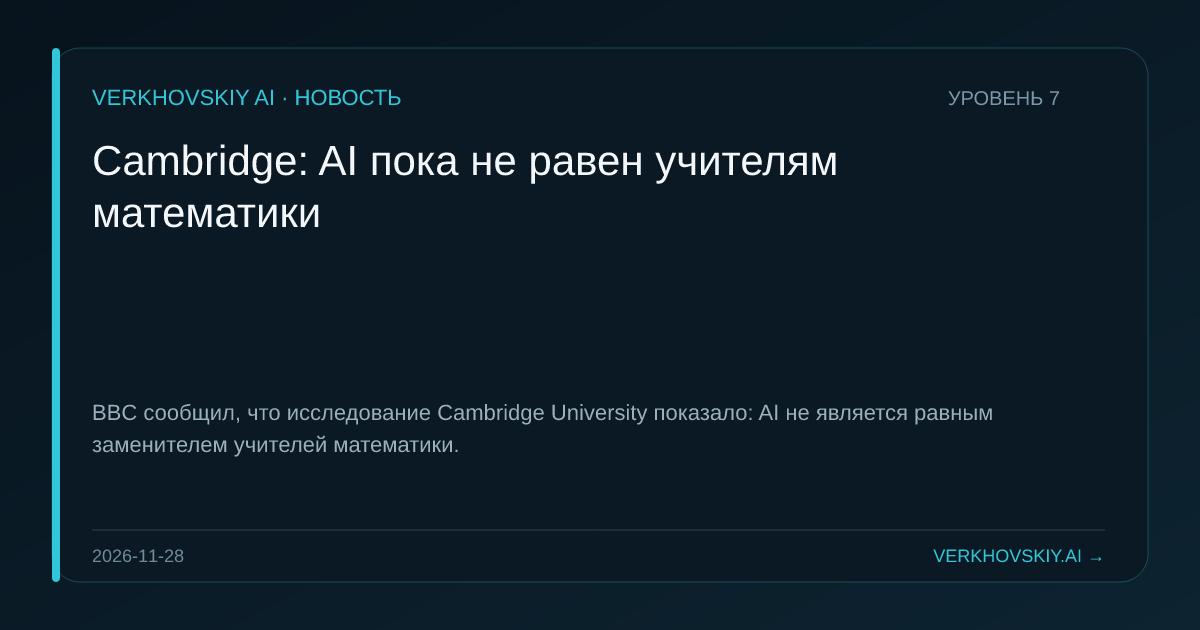 VERKHOVSKIY AI · НОВОСТЬ
УРОВЕНЬ 7
Cambridge: AI пока не равен учителям
математики
BBC сообщил, что исследование Cambridge University показало: AI не является равным
заменителем учителей математики.
2026-11-28
VERKHOVSKIY.AI →